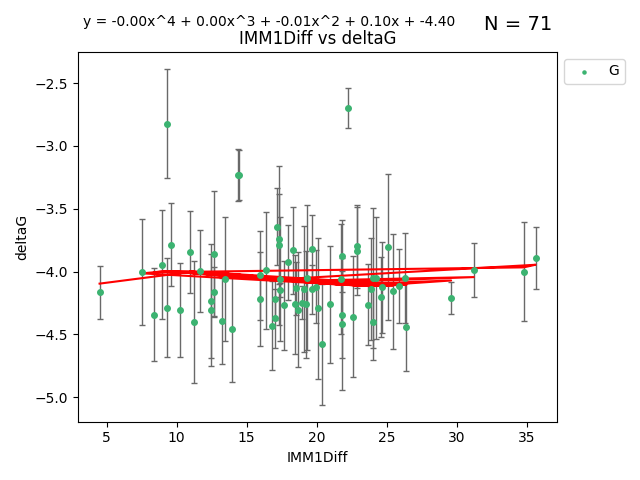 y = -0.00x^4 + 0.00x^3 + -0.01x^2 + 0.10x + -4.40
N = 71
IMM1Diff vs deltaG
G
deltaG
−2.5
−3.0
−3.5
−4.0
−4.5
−5.0
5 10 15 20 25 30 35
IMM1Diff